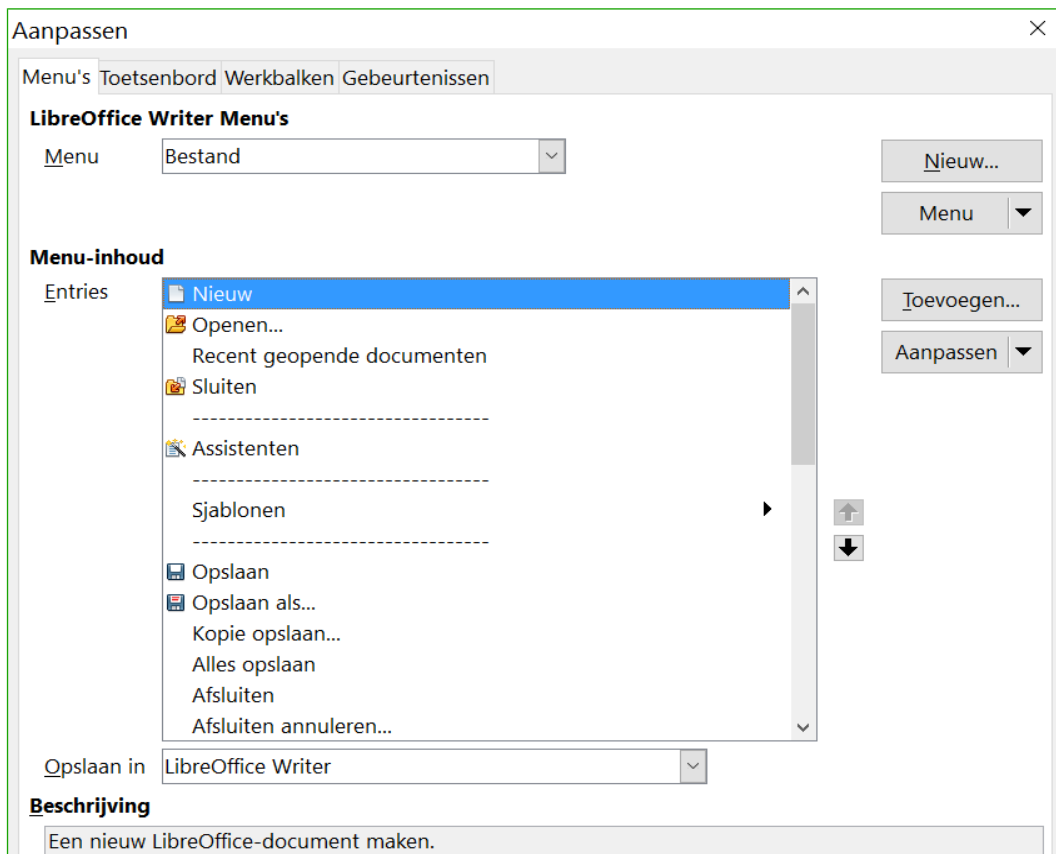 Aanpassen
Menu's Toetsenbord Werkbalken Gebeurtenissen
LibreOffice Writer Menu's
Menu Bestand
Nieuw...
Menu
Menu-inhoud
Entries
Nieuw
Toevoegen...
Openen...
Recent geopende documenten
Aanpassen
Sluiten
---------------------------------
Assistenten
---------------------------------
Sjablonen
---------------------------------
Opslaan
Opslaan als...
Kopie opslaan...
Alles opslaan
Afsluiten
Afsluiten annuleren...
Opslaan in LibreOffice Writer
Beschrijving
Een nieuw LibreOffice-document maken.